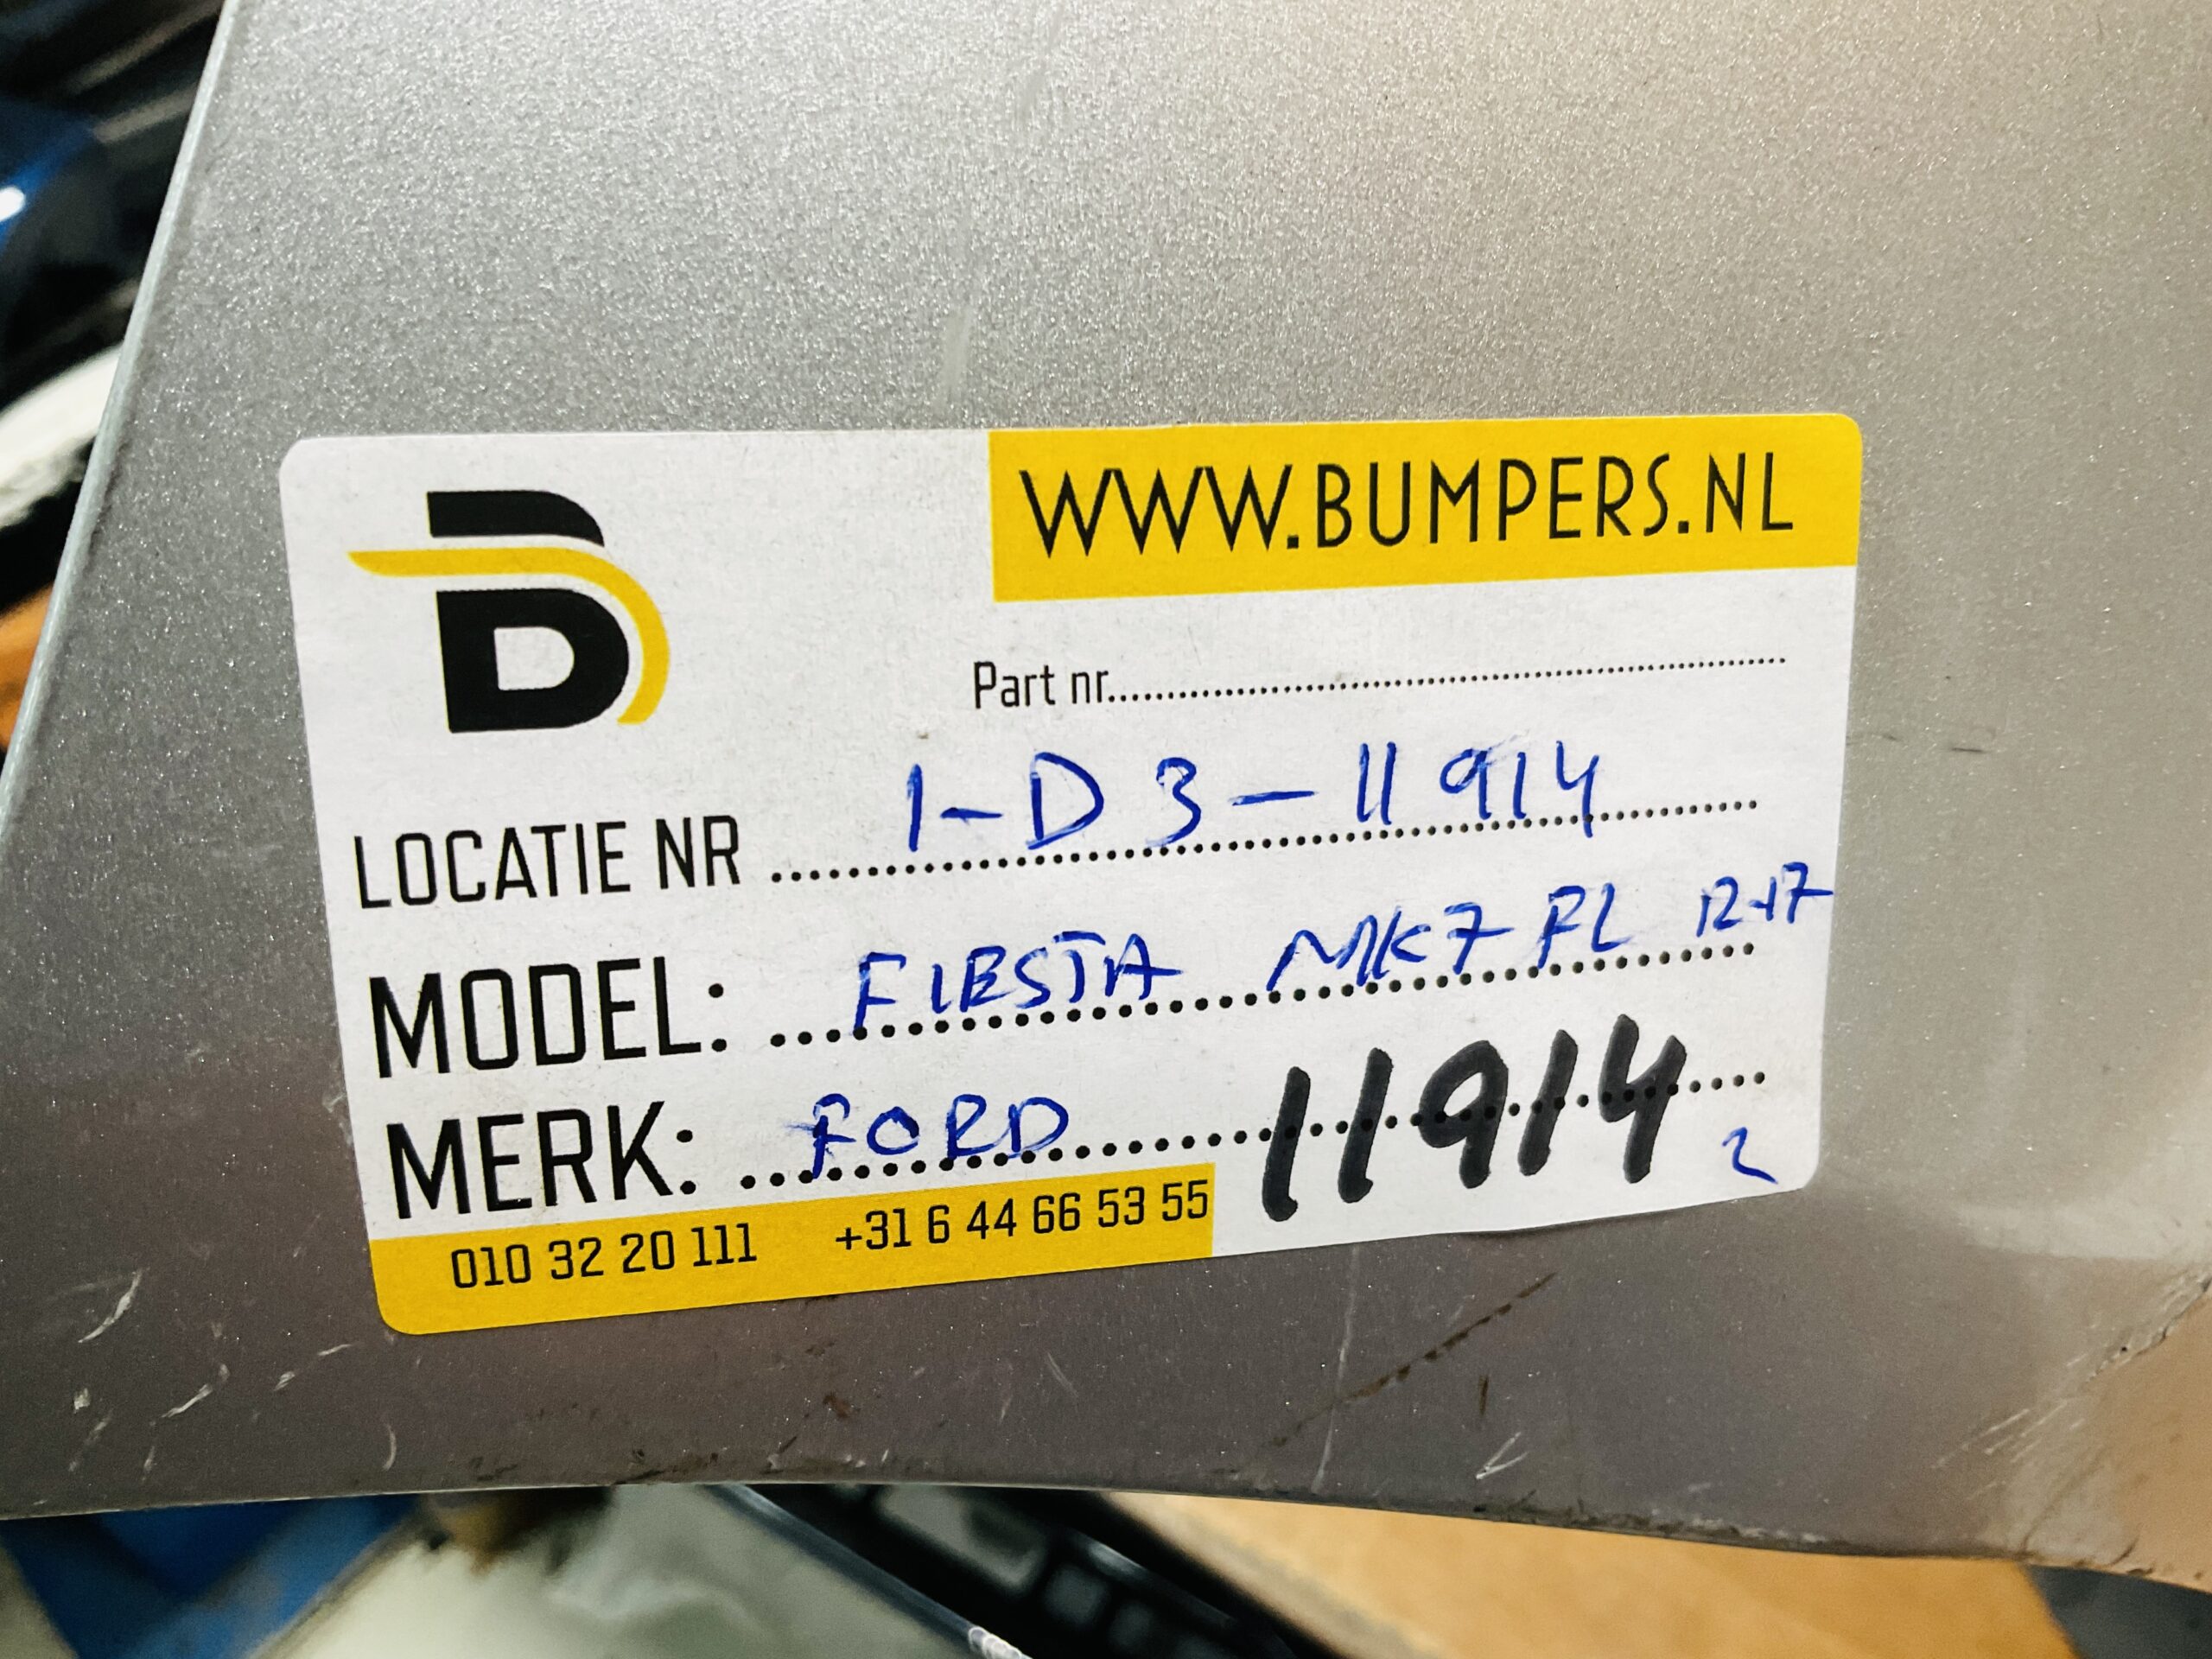 B
WWW.BUMPERS.NL
Part nr.
LOCATIE NR 1-D3-11914
MODEL: FIESTA MK7 FL 12-17
MERK: FORD 11914
2
010 32 20 111 +31 6 44 66 53 55